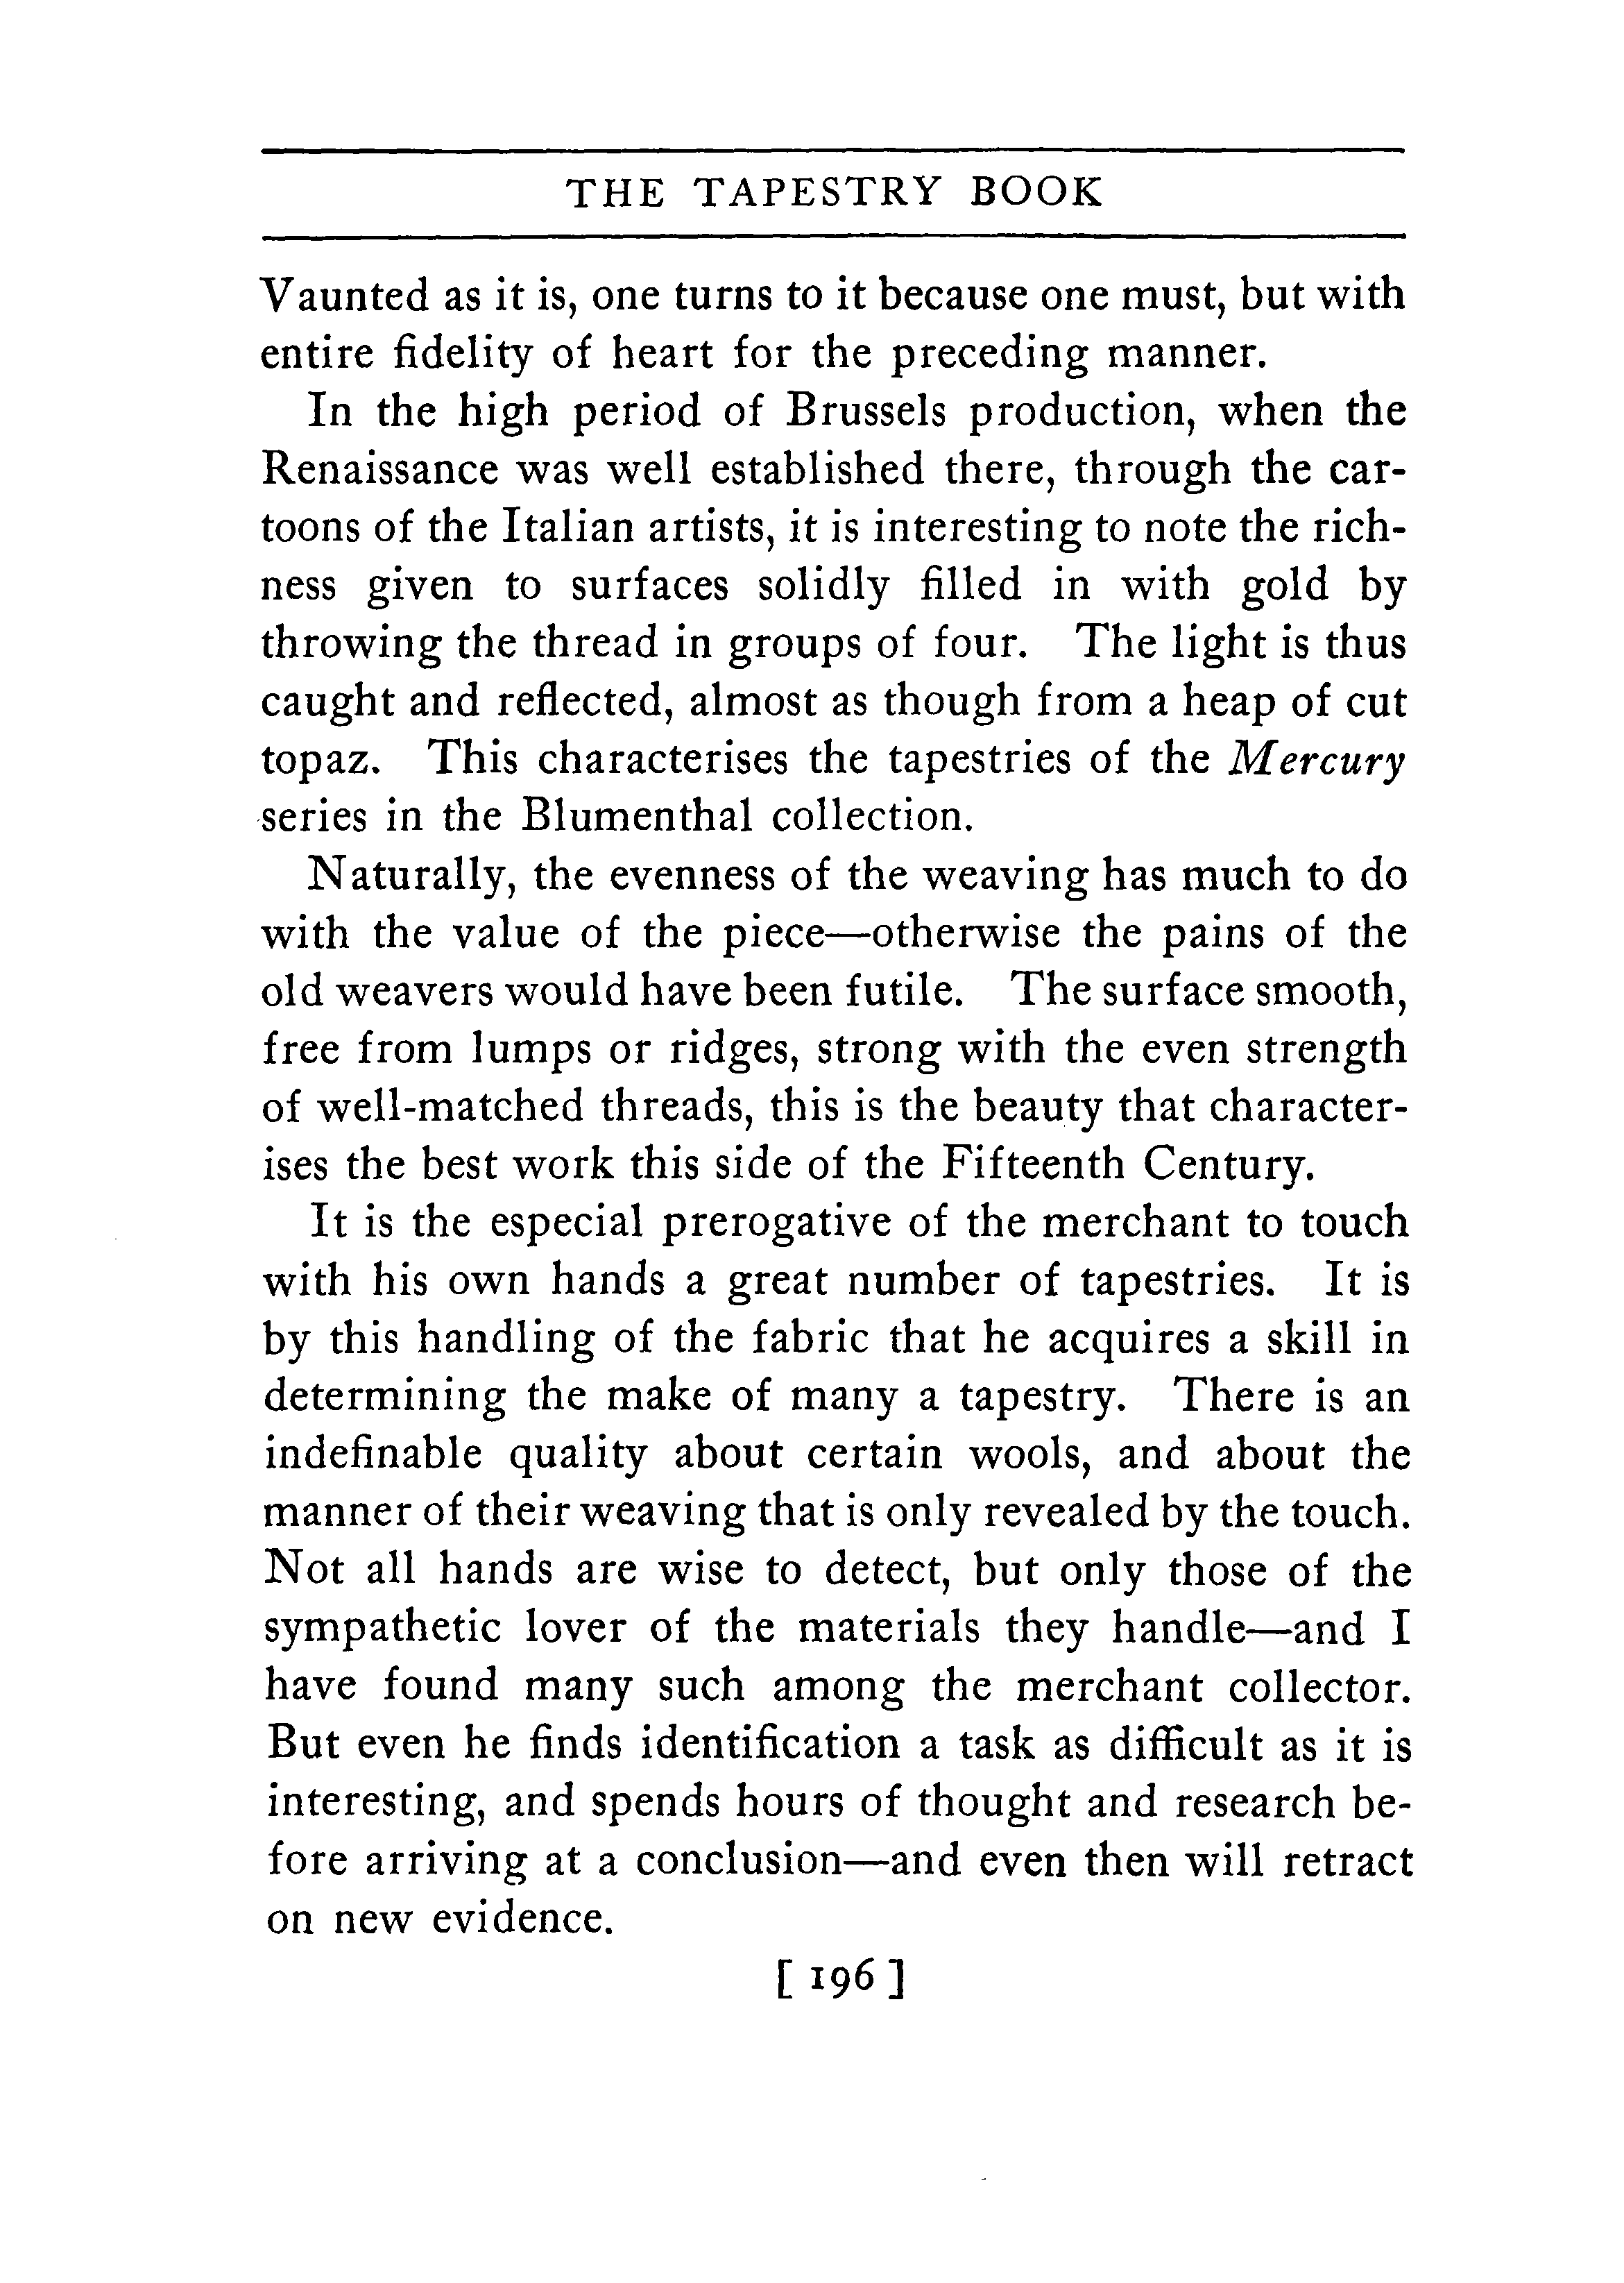 THE TAPESTRY BOOK
Vaunted as it is, one turns to it because one must, but with
entire fidelity of heart for the preceding manner.
In the high period of Brussels production, when the
Renaissance was well established there, through the car-
toons of the Italian artists, it is interesting to note the rich-
ness given to surfaces solidly filled in with gold by
throwing the thread in groups of four. The light is thus
caught and reflected, almost as though from a heap of cut
topaz. This characterises the tapestries of the Mercury
series in the Blumenthal collection.
Naturally, the evenness of the weaving has much to do
with the value of the piece—otherwise the pains of the
old weavers would have been futile. The surface smooth,
free from lumps or ridges, strong with the even strength
of well-matched threads, this is the beauty that character-
ises the best work this side of the Fifteenth Century.
It is the especial prerogative of the merchant to touch
with his own hands a great number of tapestries. It is
by this handling of the fabric that he acquires a skill in
determining the make of many a tapestry. There is an
indefinable quality about certain wools, and about the
manner of their weaving that is only revealed by the touch.
Not all hands are wise to detect, but only those of the
sympathetic lover of the materials they handle—and I
have found many such among the merchant collector.
But even he finds identification a task as difficult as it is
interesting, and spends hours of thought and research be-
fore arriving at a conclusion—and even then will retract
on new evidence.
[ 196 ]